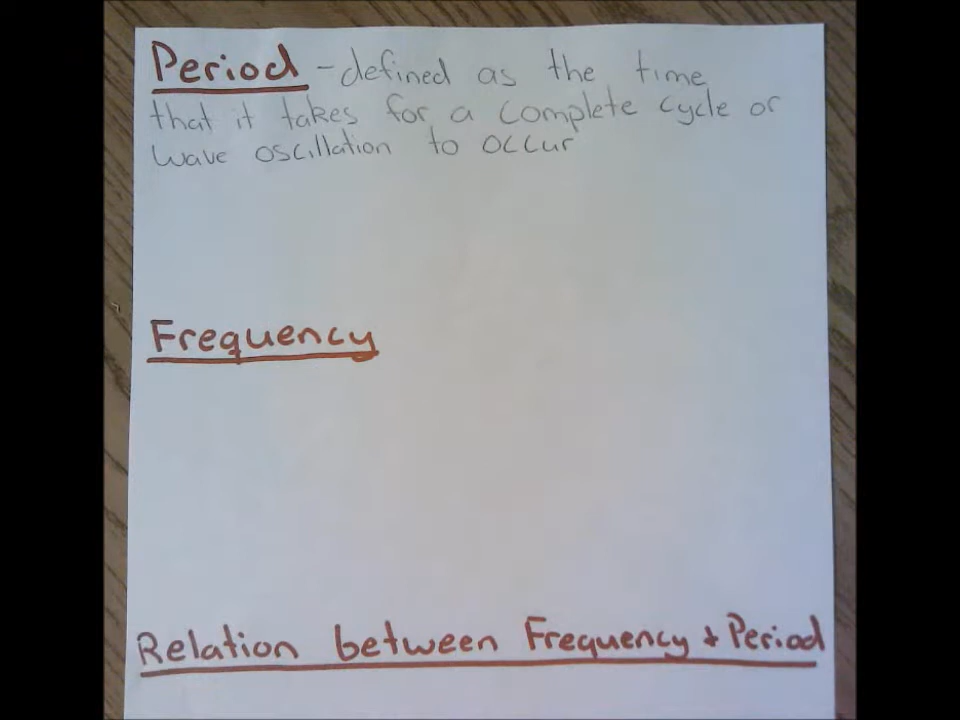 Period - defined as the time
that it takes for a complete cycle or
wave oscillation to occur
Frequency
Relation between Frequency + Period